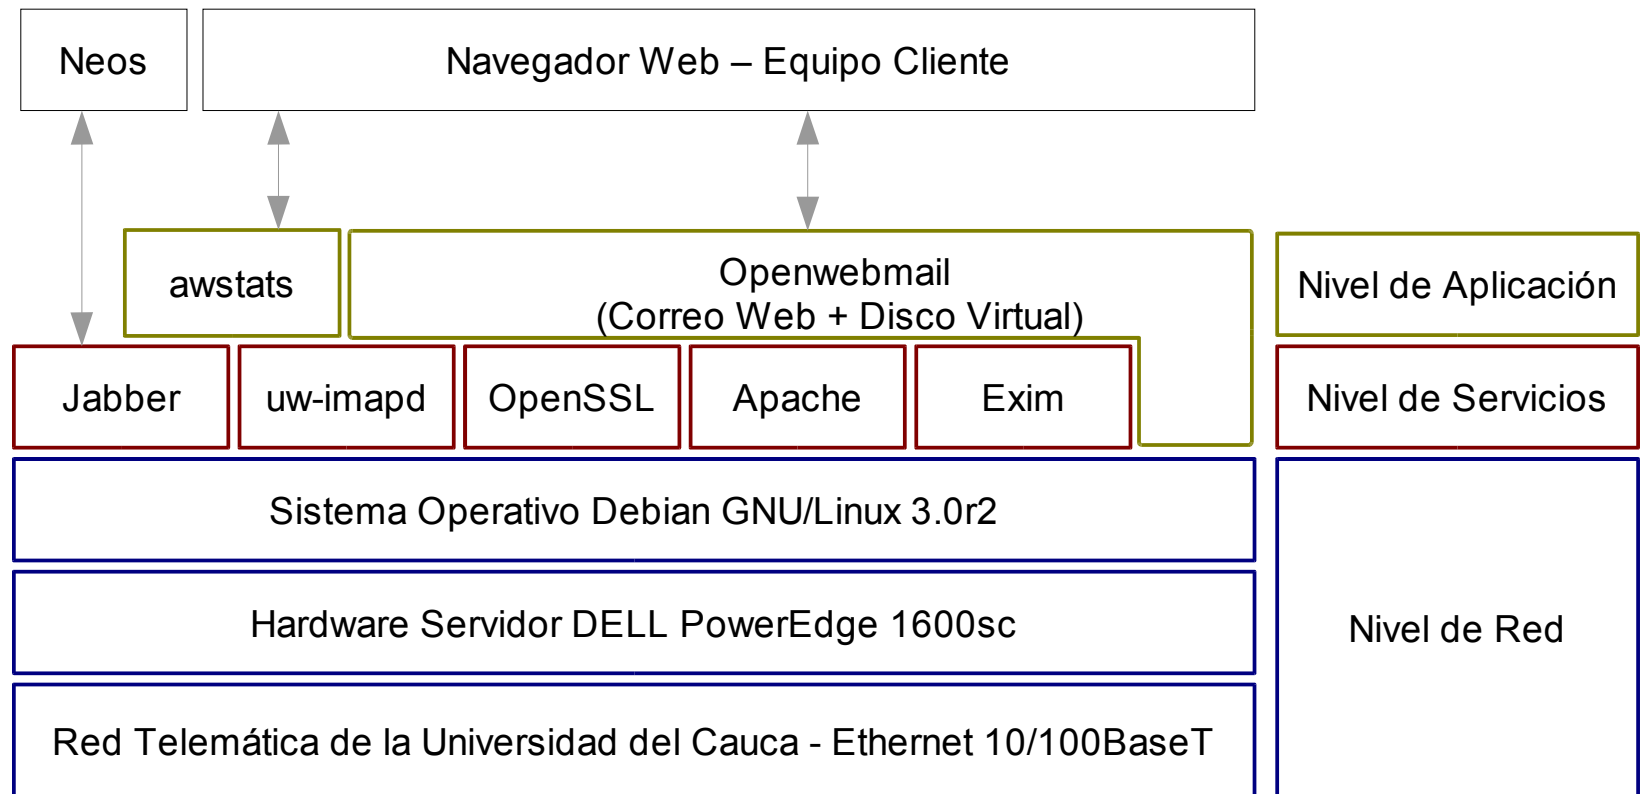 Neos
Navegador Web – Equipo Cliente
awstats
Openwebmail
(Correo Web + Disco Virtual)
Nivel de Aplicación
Jabber
uw-imapd
OpenSSL
Apache
Exim
Nivel de Servicios
Sistema Operativo Debian GNU/Linux 3.0r2
Hardware Servidor DELL PowerEdge 1600sc
Nivel de Red
Red Telemática de la Universidad del Cauca - Ethernet 10/100BaseT